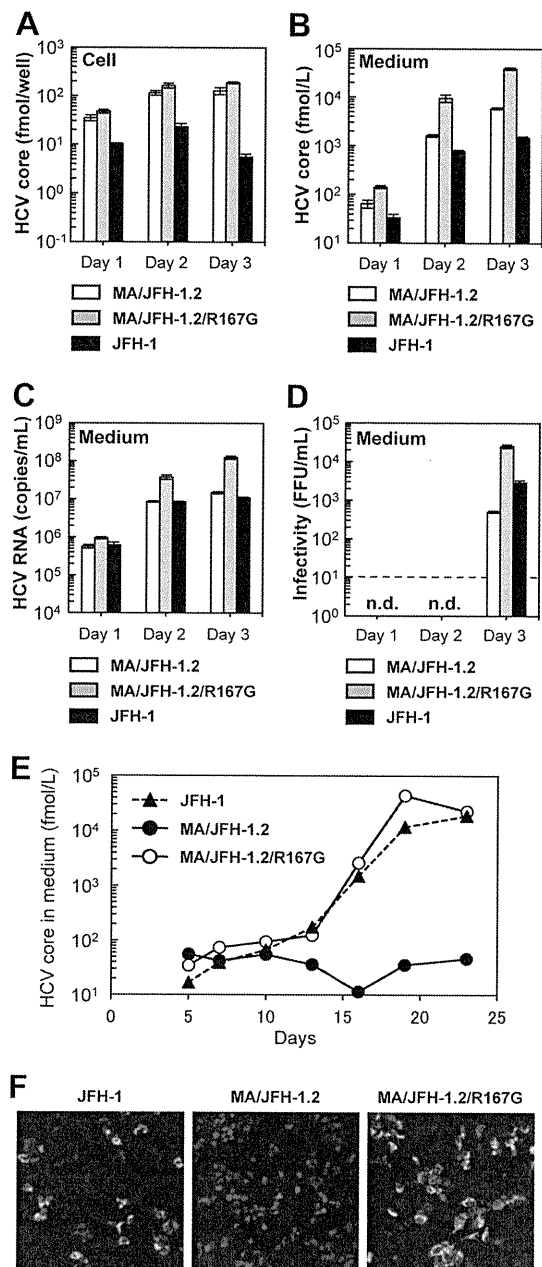 A
Cell
HCV core (fmol/well)
10³
10²
10¹
10⁰
10⁻¹
Day 1 Day 2 Day 3
MA/JFH-1.2
MA/JFH-1.2/R167G
JFH-1
B
Medium
HCV core (fmol/L)
10⁵
10⁴
10³
10²
10¹
Day 1 Day 2 Day 3
MA/JFH-1.2
MA/JFH-1.2/R167G
JFH-1
C
Medium
HCV RNA (copies/mL)
10⁹
10⁸
10⁷
10⁶
10⁵
10⁴
Day 1 Day 2 Day 3
MA/JFH-1.2
MA/JFH-1.2/R167G
JFH-1
D
Medium
Infectivity (FFU/mL)
10⁵
10⁴
10³
10²
10¹
10⁰
n.d. n.d.
Day 1 Day 2 Day 3
MA/JFH-1.2
MA/JFH-1.2/R167G
JFH-1
E
HCV core in medium (fmol/L)
10⁵
10⁴
10³
10²
10¹
JFH-1
MA/JFH-1.2
MA/JFH-1.2/R167G
0 5 10 15 20 25
Days
F
JFH-1 MA/JFH-1.2 MA/JFH-1.2/R167G